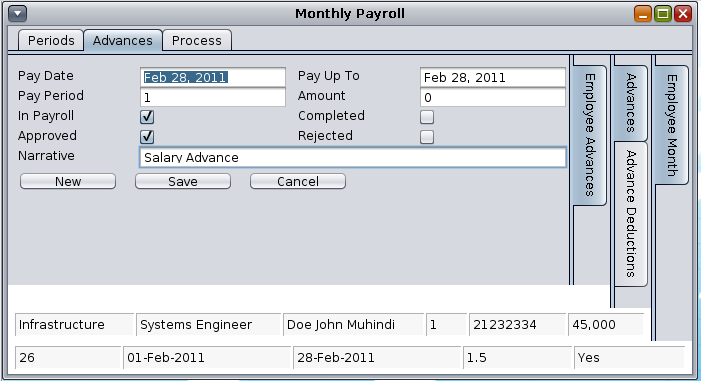 Monthly Payroll
Periods Advances Process
Pay Date Feb 28, 2011 Pay Up To Feb 28, 2011
Pay Period 1 Amount 0
In Payroll Completed
Approved Rejected
Narrative Salary Advance
New Save Cancel
Employee Advances
Advances
Advance Deductions
Employee Month
Infrastructure Systems Engineer Doe John Muhindi 1 21232334 45,000
26 01-Feb-2011 28-Feb-2011 1.5 Yes